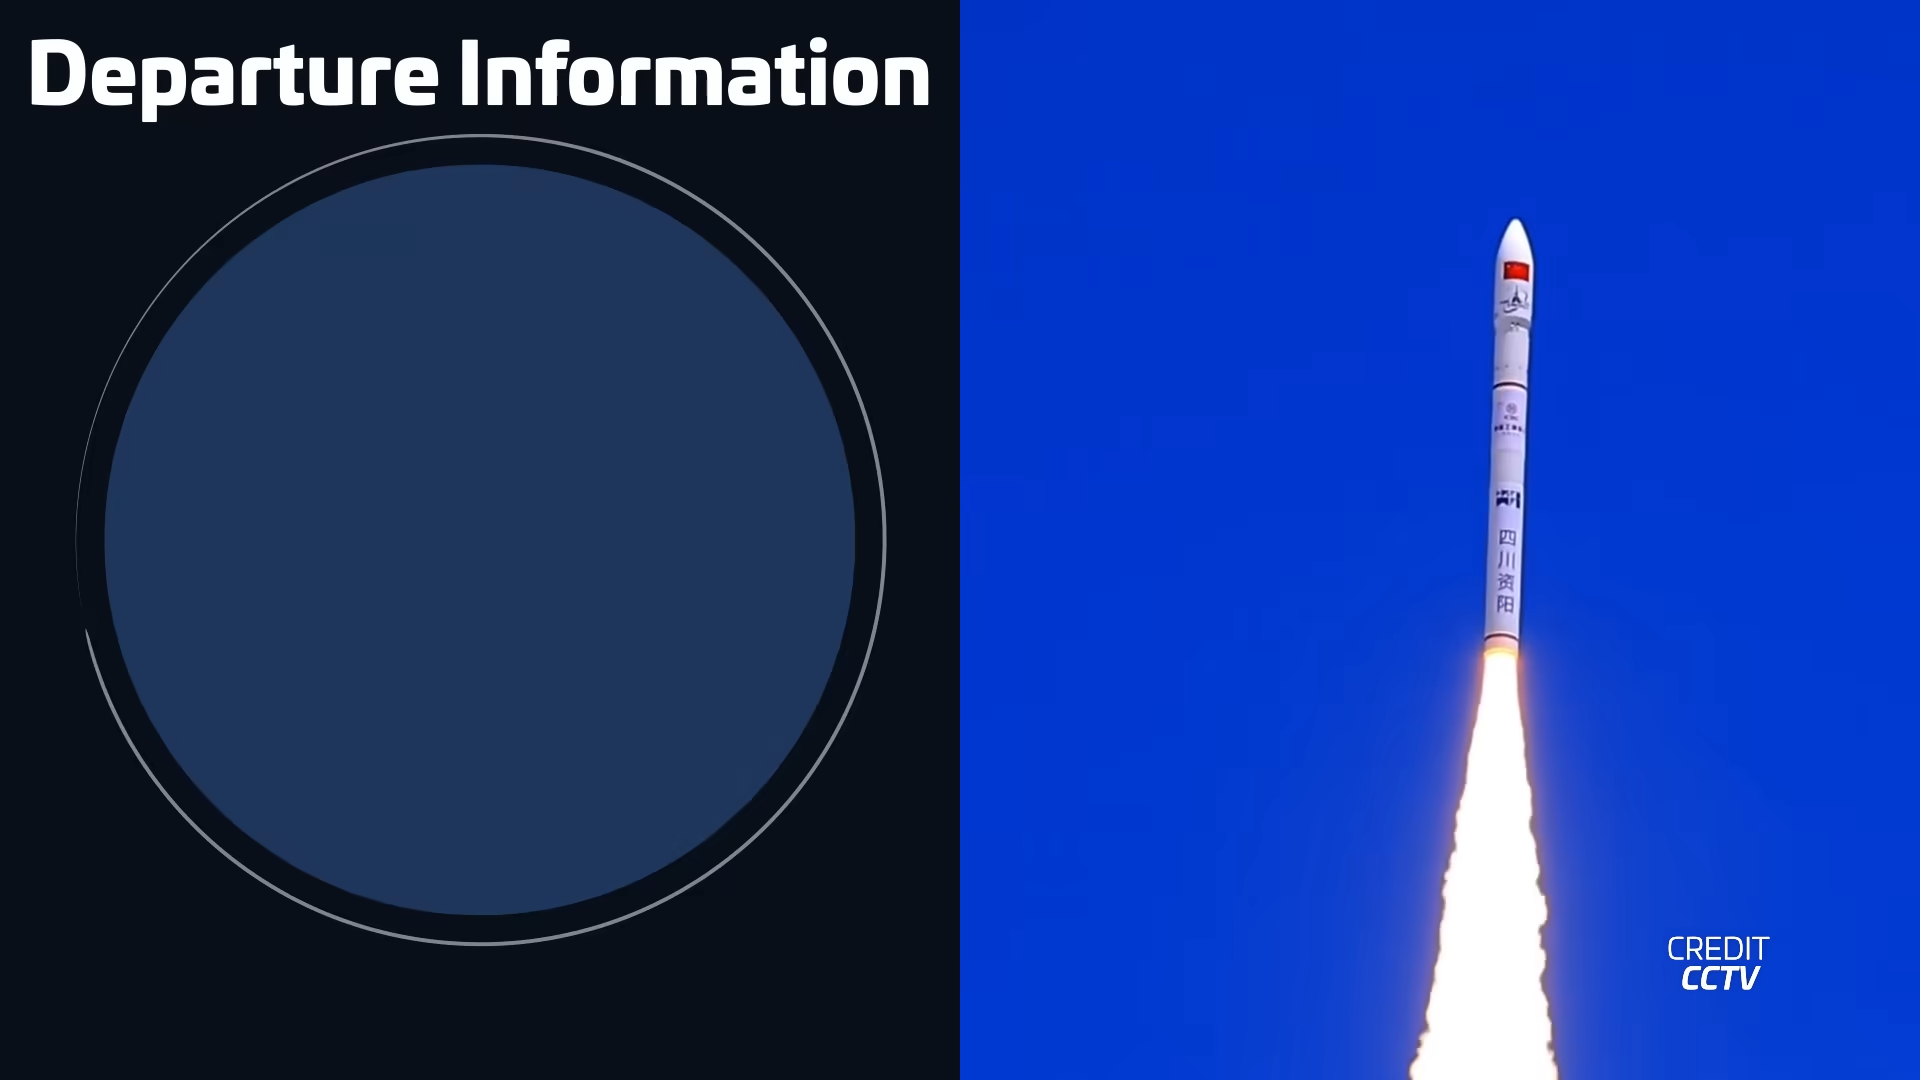 Departure Information
四
川
资
阳
CREDIT
CCTV